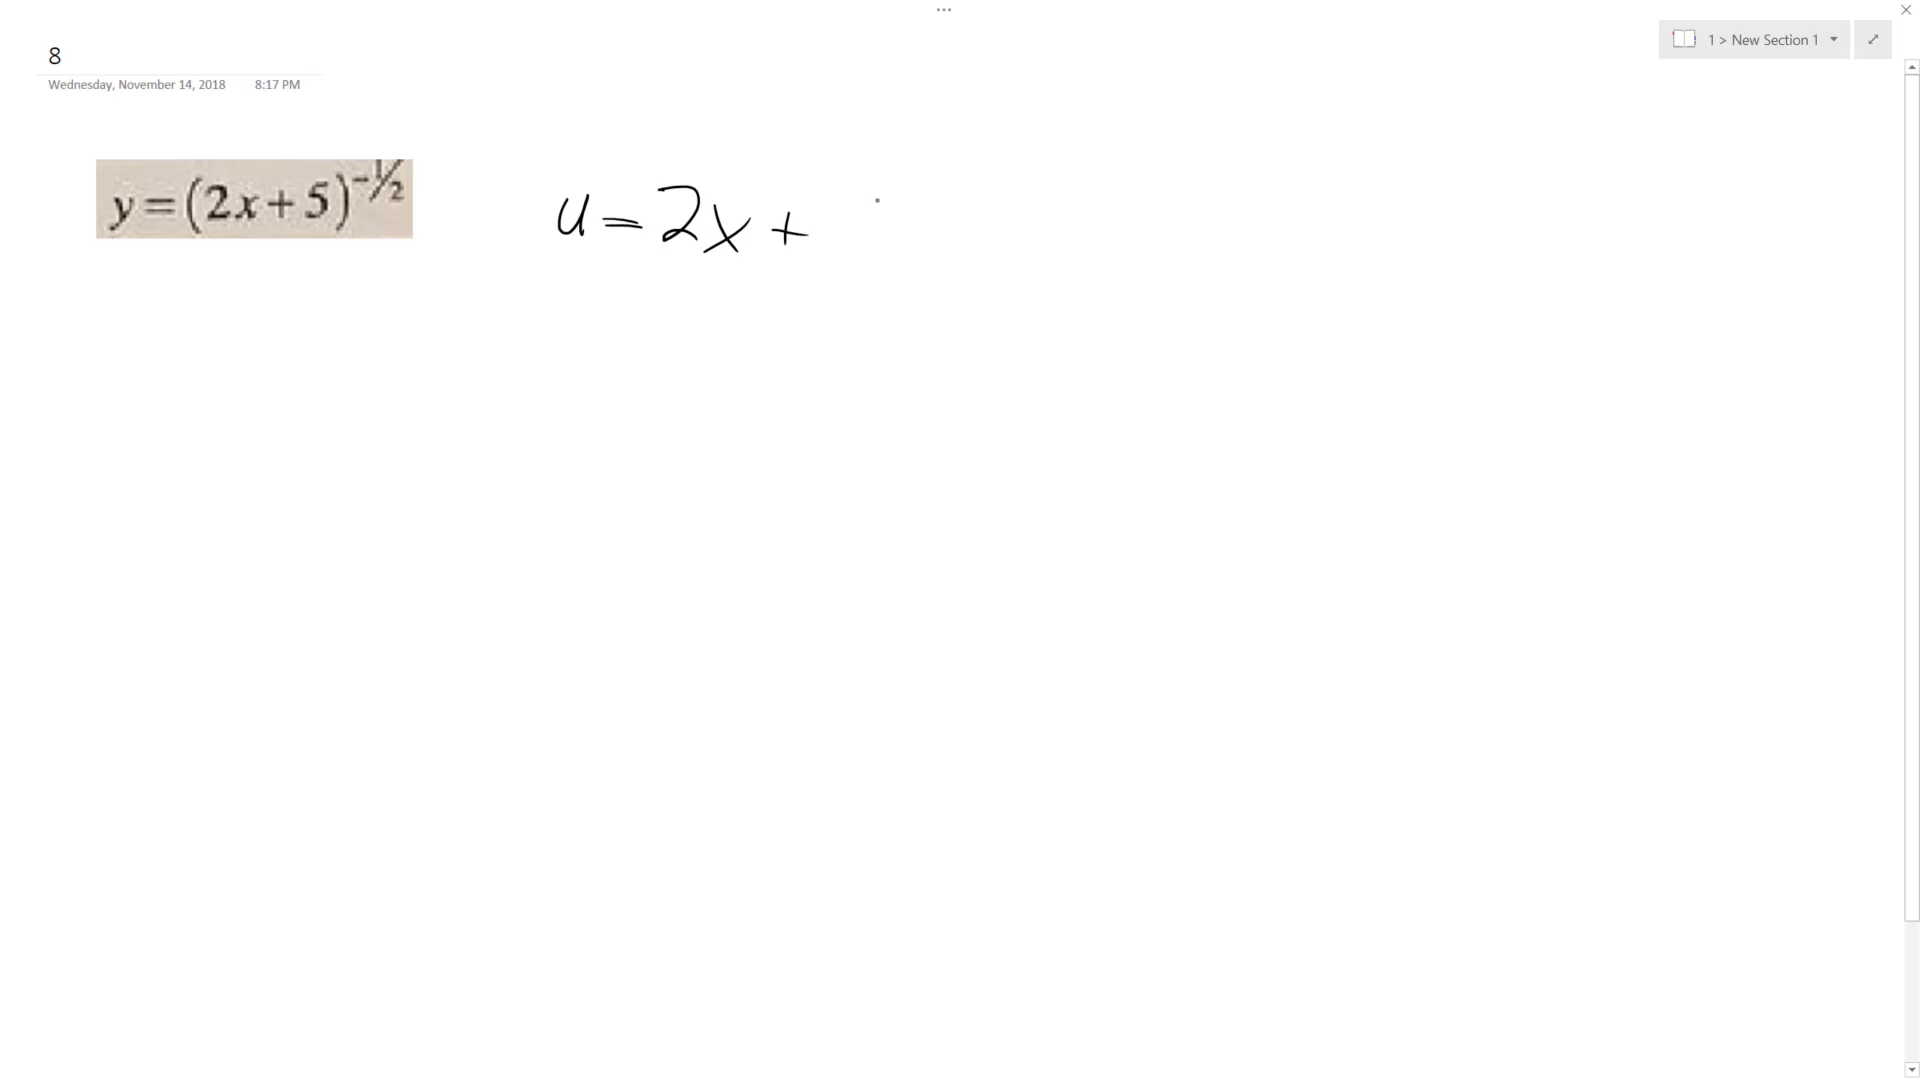 8
Wednesday, November 14, 2018 8:17 PM
1 > New Section 1
y=(2x+5)^-1/2
u=2x+